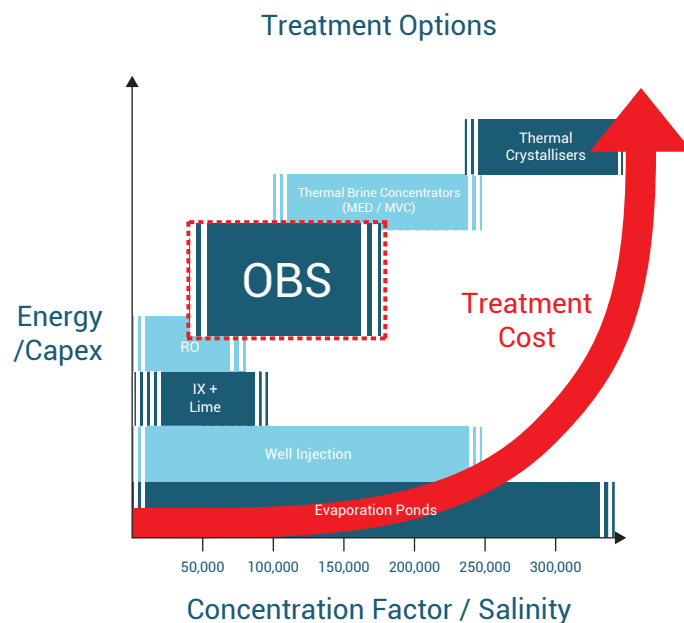 Treatment Options
Thermal
Crystallisers
Thermal Brine Concentrators
(MED / MVC)
OBS
Treatment
Cost
Energy
/Capex
RO
IX +
Lime
Well Injection
Evaporation Ponds
50,000
100,000
150,000
200,000
250,000
300,000
Concentration Factor / Salinity